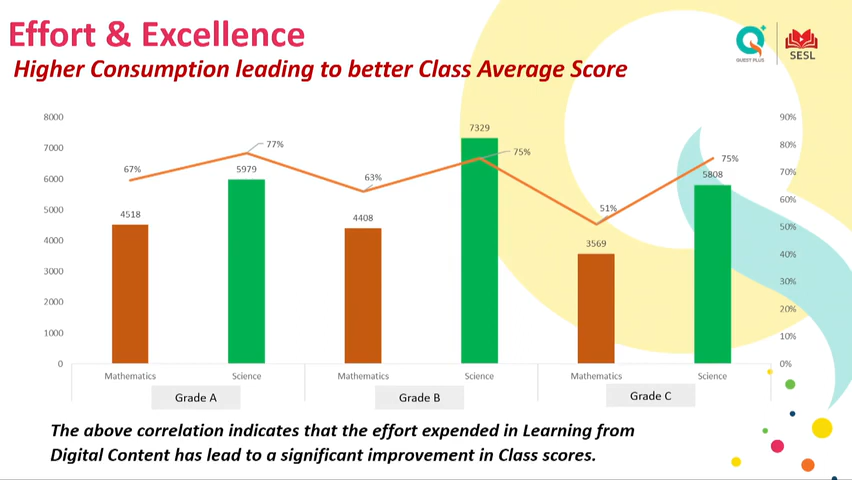 Effort & Excellence
Higher Consumption leading to better Class Average Score
QUEST PLUS
SESL
8000
7000
6000
5000
4000
3000
2000
1000
0
90%
80%
70%
60%
50%
40%
30%
20%
10%
0%
67%
77%
63%
75%
51%
75%
4518
5979
4408
7329
3569
5808
Mathematics
Science
Mathematics
Science
Mathematics
Science
Grade A
Grade B
Grade C
The above correlation indicates that the effort expended in Learning from
Digital Content has lead to a significant improvement in Class scores.